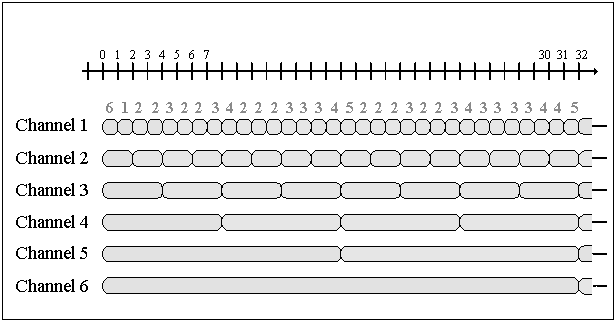 0 1 2 3 4 5 6 7 30 31 32
6 1 2 2 3 2 2 3 4 2 2 2 3 3 3 4 5 2 2 2 3 2 2 3 4 3 3 3 3 4 4 5
Channel 1
Channel 2
Channel 3
Channel 4
Channel 5
Channel 6